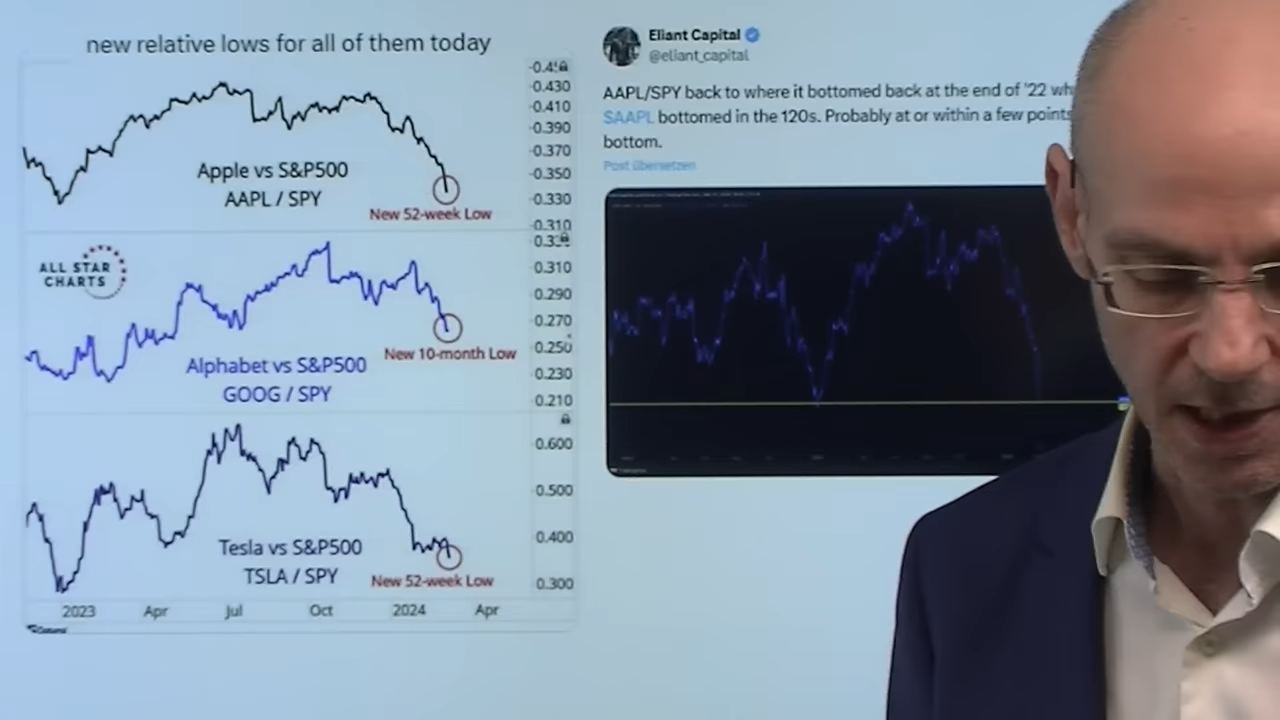 new relative lows for all of them today
0.430
0.410
0.390
0.370
0.350
0.330
0.310
Apple vs S&P500
AAPL / SPY
New 52-week Low
ALL STAR
CHARTS
0.310
0.290
0.270
0.250
0.230
0.210
Alphabet vs S&P500
GOOG / SPY
New 10-month Low
0.600
0.500
0.400
0.300
Tesla vs S&P500
TSLA / SPY
New 52-week Low
2023 Apr Jul Oct 2024 Apr
Eliant Capital
@eliant_capital
AAPL/SPY back to where it bottomed back at the end of '22
$AAPL bottomed in the 120s. Probably at or within a few points
bottom.
Post übersetzen